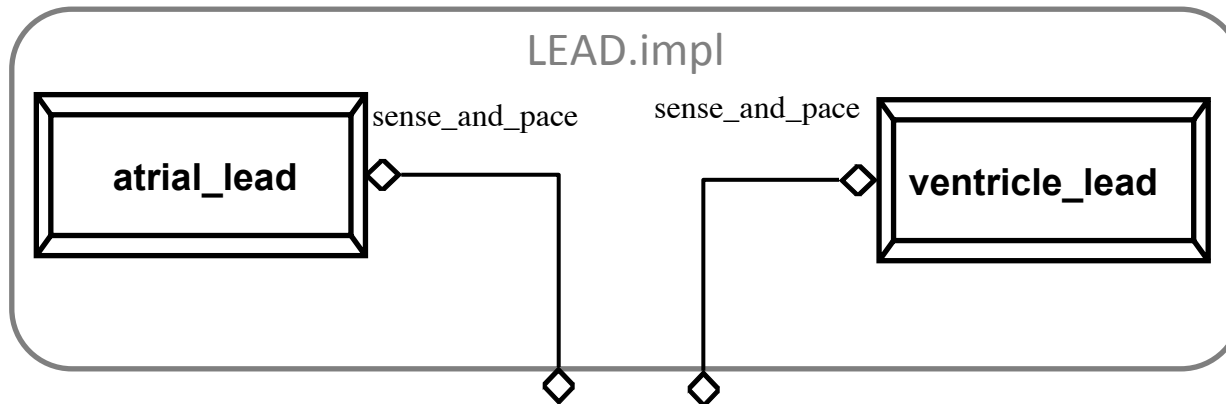 LEAD.impl
sense_and_pace
sense_and_pace
atrial_lead
ventricle_lead